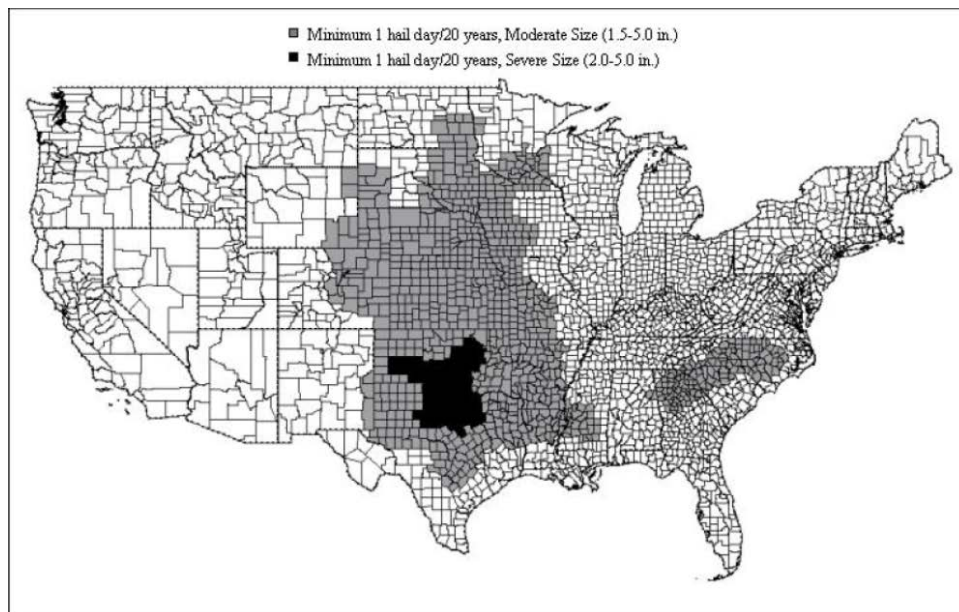 Minimum 1 hail day/20 years, Moderate Size (1.5-5.0 in.)
Minimum 1 hail day/20 years, Severe Size (2.0-5.0 in.)